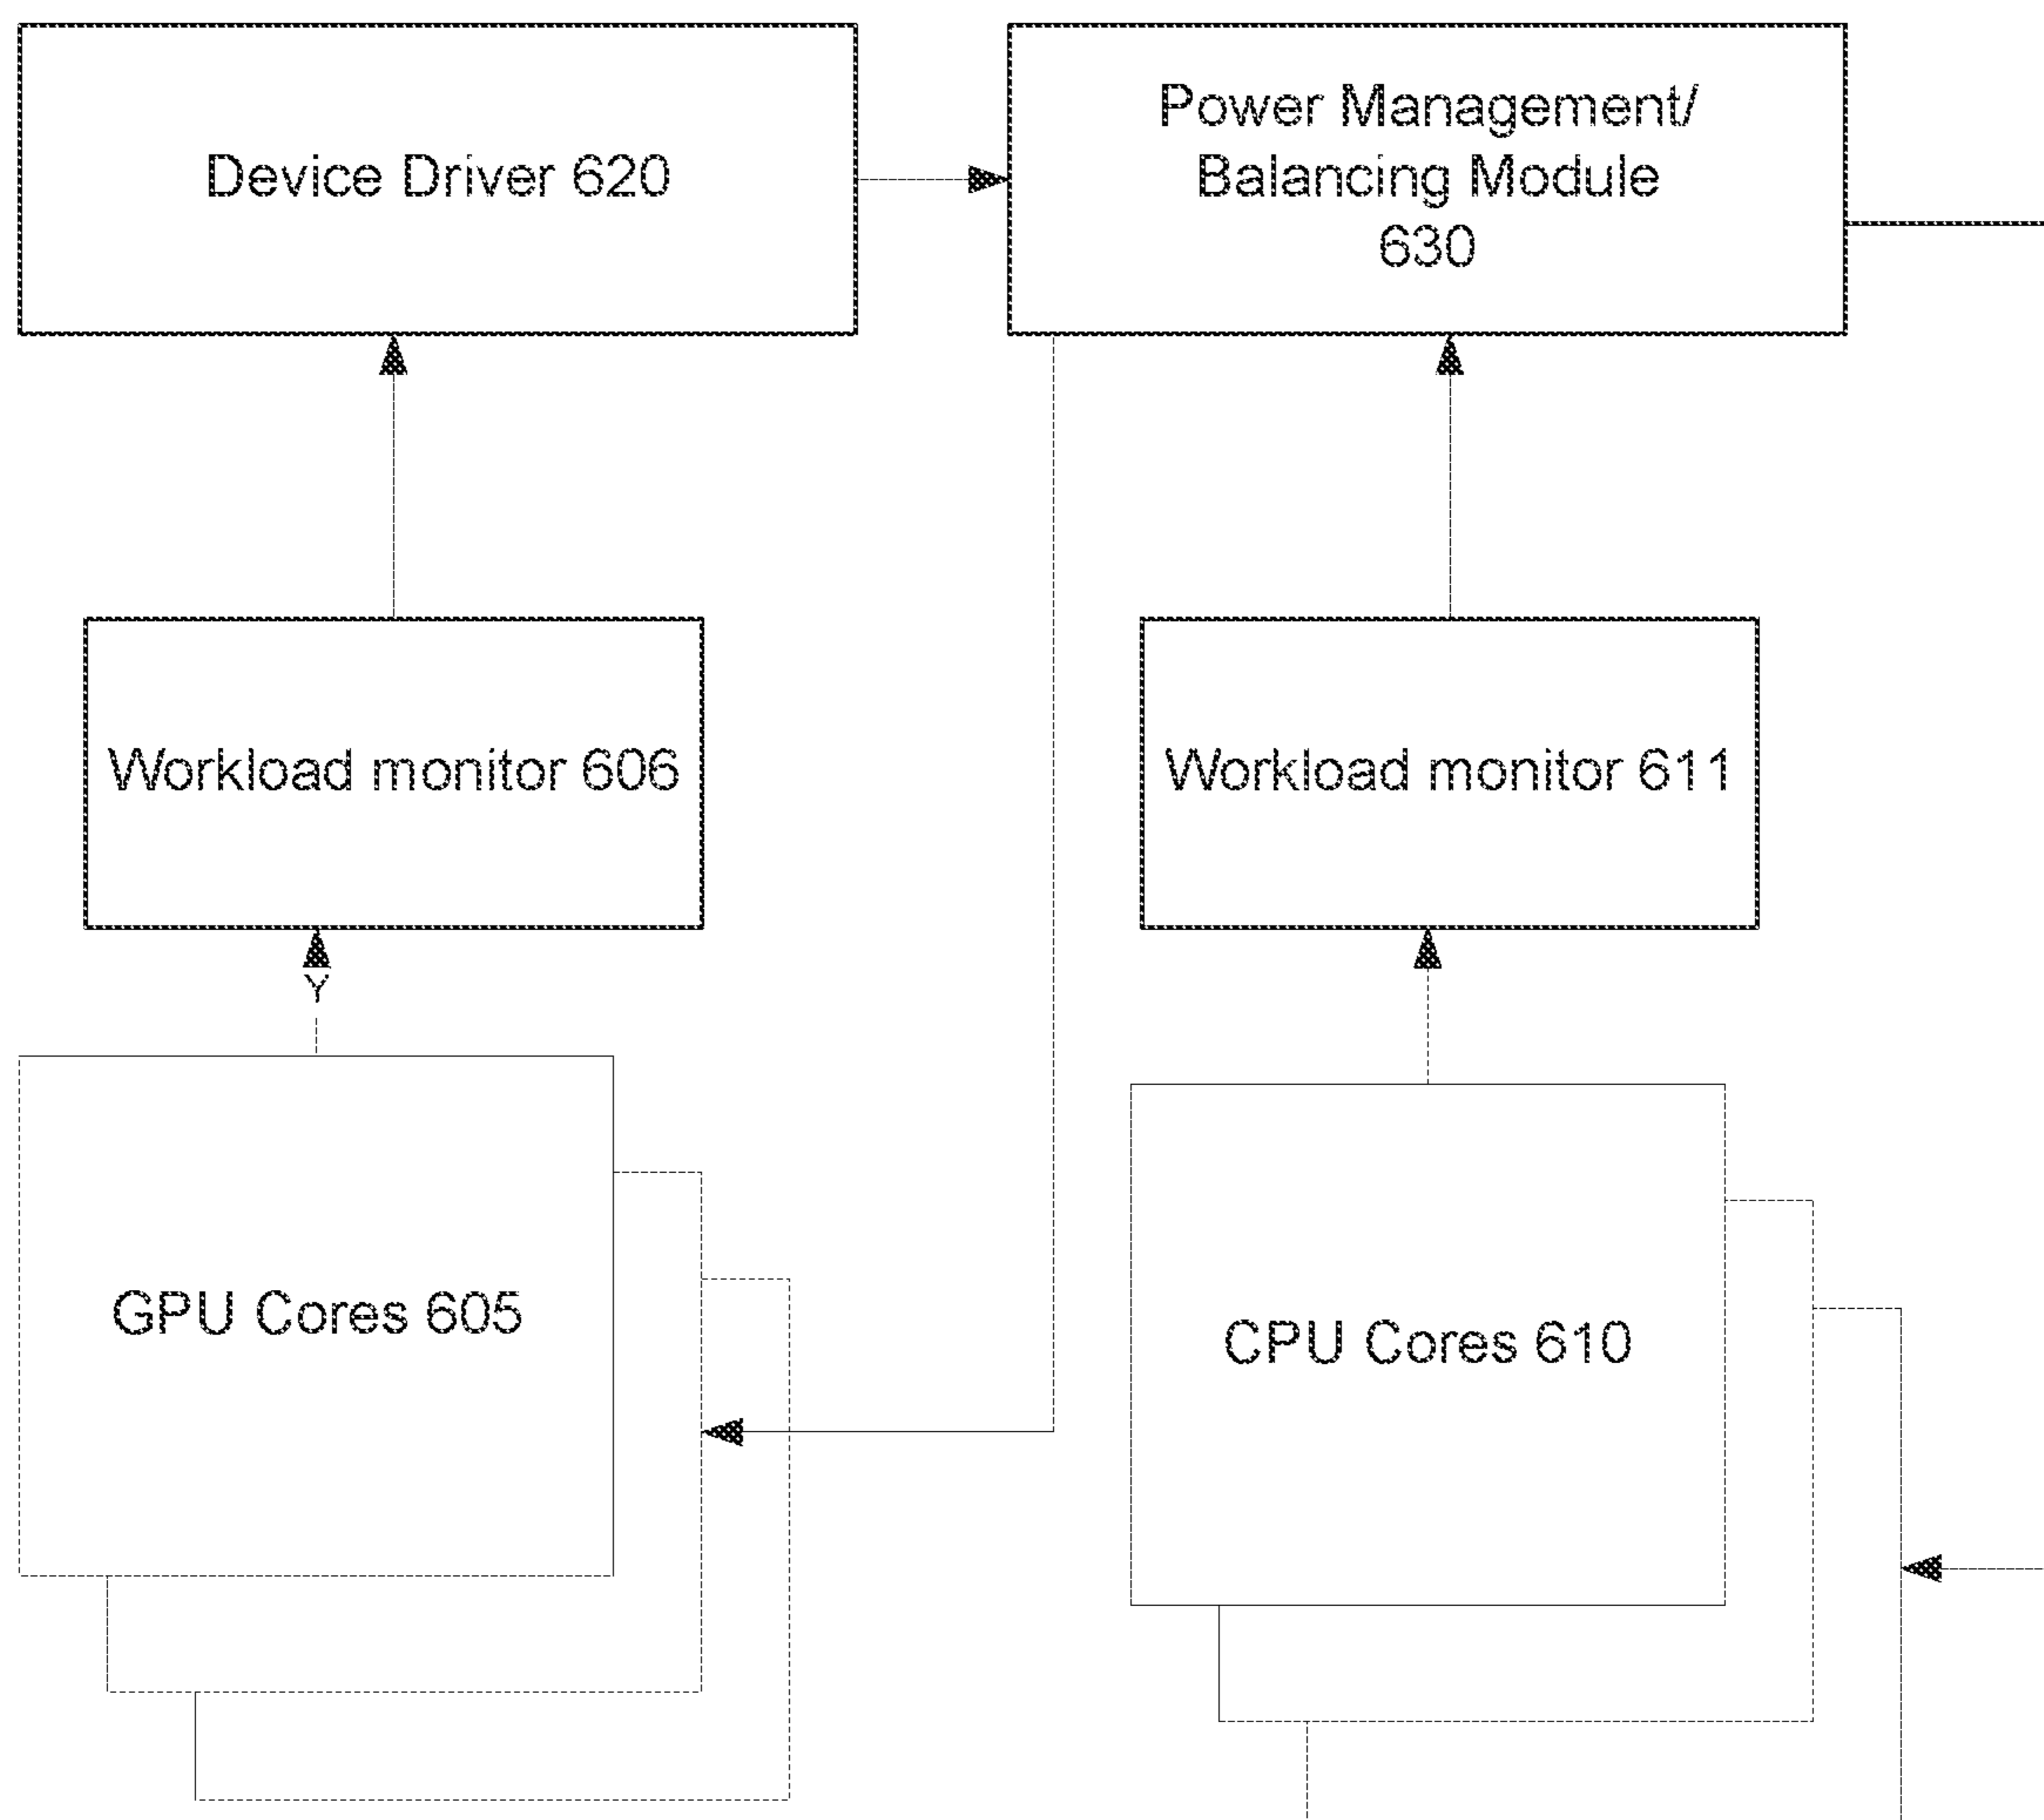 Device Driver 620
Power Management/
Balancing Module
630
Workload monitor 606
Workload monitor 611
Y
GPU Cores 605
CPU Cores 610